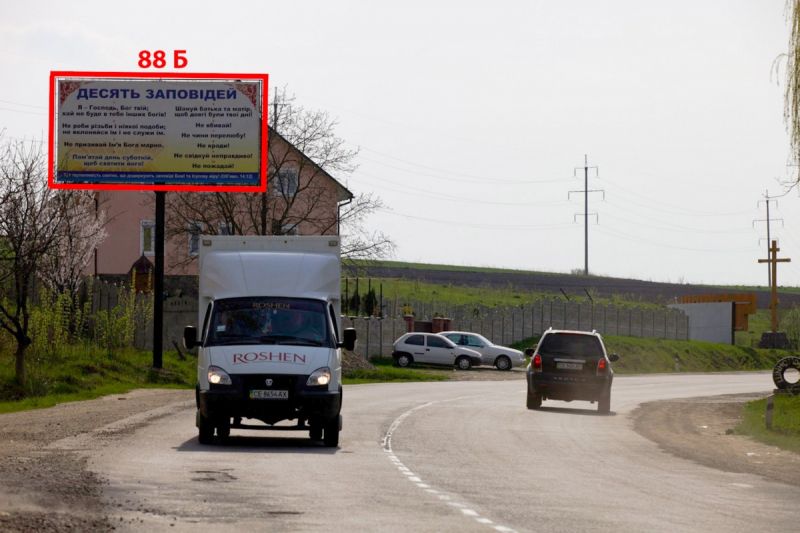 88 Б
ДЕСЯТЬ ЗАПОВІДЕЙ
Я – Господь, Бог твій;
хай не буде в тебе інших богів!
Не роби різьби і ніякої подоби;
не вклоняйся їм і не служи їм.
Не призивай Ім'я Бога марно.
Пам'ятай день суботній,
щоб святити його!
Шануй батька та матір,
щоб довгі були твої дні!
Не вбивай!
Не чини перелюбу!
Не кради!
Не свідкуй неправдиво!
Не пожадай!
ROSHEN
ROSHEN
CE 8654 AX